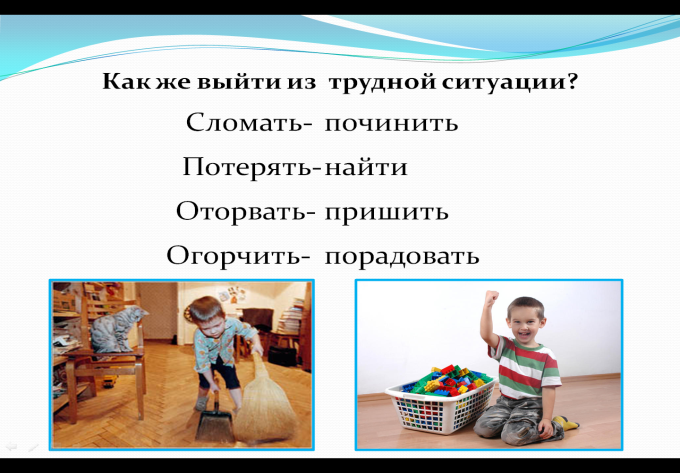 Как же выйти из трудной ситуации?
Сломать- починить
Потерять-найти
Оторвать- пришить
Огорчить- порадовать